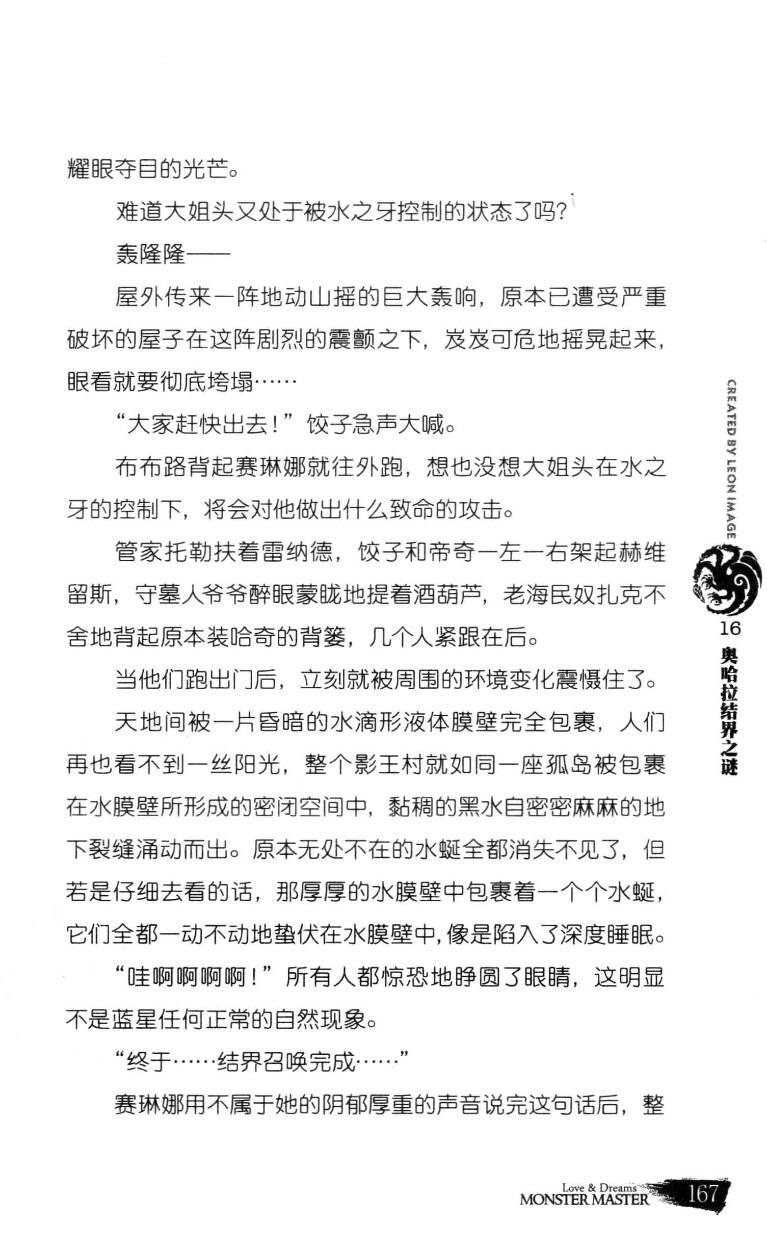 耀眼夺目的光芒。
难道大姐头又处于被水之牙控制的状态了吗？
轰隆隆——
屋外传来一阵地动山摇的巨大轰响，原本已遭受严重
破坏的屋子在这阵剧烈的震颤之下，岌岌可危地摇晃起来，
眼看就要彻底垮塌……
“大家赶快出去！”饺子急声大喊。
布布路背起赛琳娜就往外跑，想也没想大姐头在水之
牙的控制下，将会对他做出什么致命的攻击。
管家托勒扶着雷纳德，饺子和帝奇一左一右架起赫维
留斯，守墓人爷爷醉眼蒙眬地提着酒葫芦，老海民奴扎克不
舍地背起原本装哈奇的背篓，几个人紧跟在后。
当他们跑出门后，立刻就被周围的环境变化震慑住了。
天地间被一片昏暗的水滴形液体膜壁完全包裹，人们
再也看不到一丝阳光，整个影王村就如同一座孤岛被包裹
在水膜壁所形成的密闭空间中，黏稠的黑水自密密麻麻的地
下裂缝涌动而出。原本无处不在的水蜒全都消失不见了，但
若是仔细去看的话，那厚厚的水膜壁中包裹着一个个水蜒，
它们全都一动不动地蛰伏在水膜壁中，像是陷入了深度睡眠。
“哇啊啊啊啊！”所有人都惊恐地睁圆了眼睛，这明显
不是蓝星任何正常的自然现象。
“终于……结界召唤完成……”
赛琳娜用不属于她的阴郁厚重的声音说完这句话后，整
CREATED BY LEON IMAGE
16
奥哈拉结界之谜
Love & Dreams
MONSTER MASTER
167